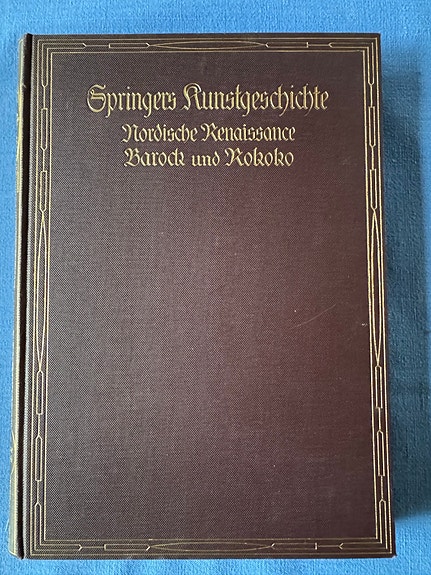 Springers Kunstgeschichte
Nordische Renaissance
Barock und Rokoko